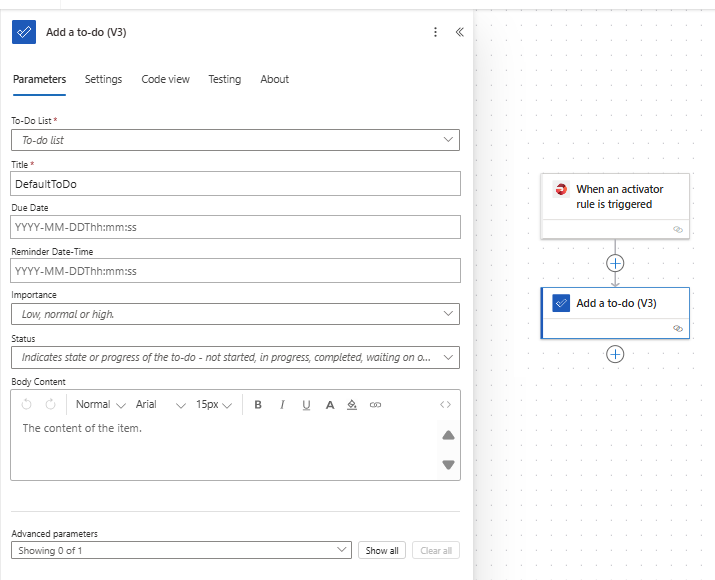 Add a to-do (V3)
Parameters Settings Code view Testing About
To-Do List *
To-do list
Title *
DefaultToDo
Due Date
YYYY-MM-DDThh:mm:ss
Reminder Date-Time
YYYY-MM-DDThh:mm:ss
Importance
Low, normal or high.
Status
Indicates state or progress of the to-do - not started, in progress, completed, waiting on o...
Body Content
Normal Arial 15px B I U A
The content of the item.
Advanced parameters
Showing 0 of 1 Show all Clear all
When an activator
rule is triggered
Add a to-do (V3)